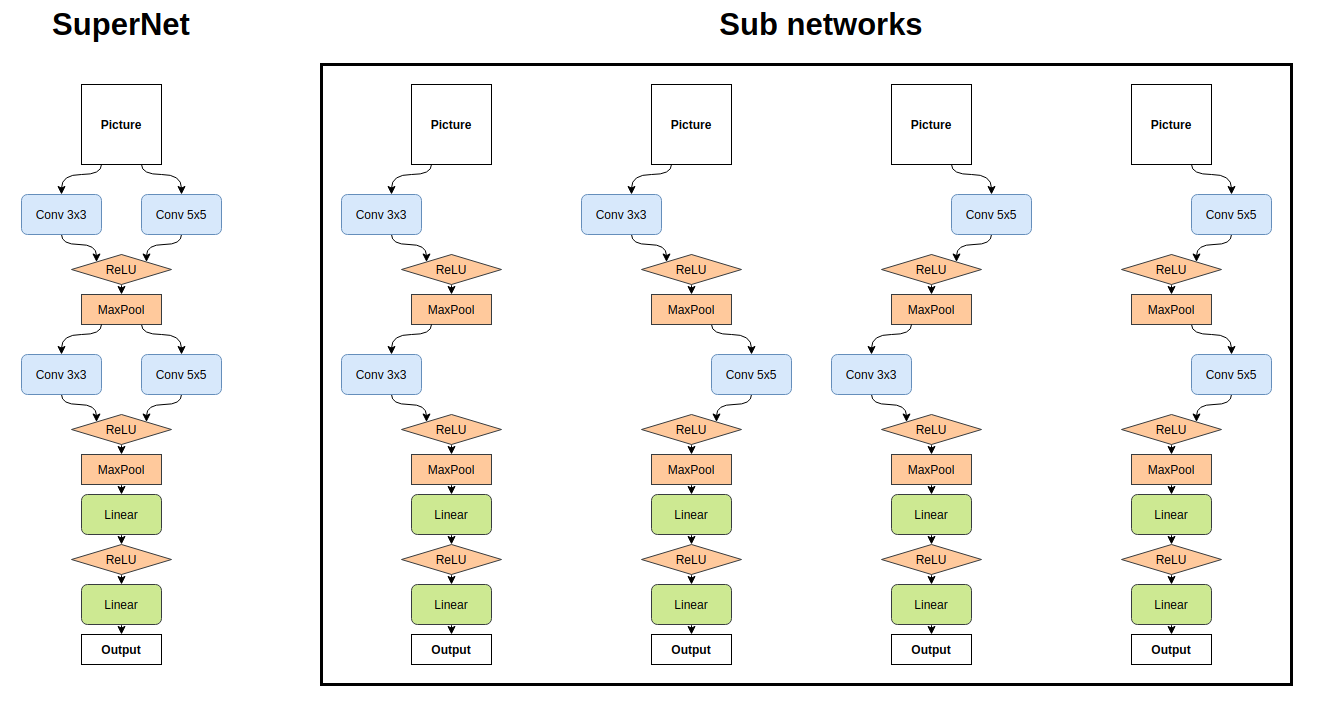 SuperNet
Sub networks
Picture
Conv 3x3
Conv 5x5
ReLU
MaxPool
Conv 3x3
Conv 5x5
ReLU
MaxPool
Linear
ReLU
Linear
Output
Picture
Conv 3x3
ReLU
MaxPool
Conv 3x3
ReLU
MaxPool
Linear
ReLU
Linear
Output
Picture
Conv 3x3
ReLU
MaxPool
Conv 5x5
ReLU
MaxPool
Linear
ReLU
Linear
Output
Picture
Conv 5x5
ReLU
MaxPool
Conv 3x3
ReLU
MaxPool
Linear
ReLU
Linear
Output
Picture
Conv 5x5
ReLU
MaxPool
Conv 5x5
ReLU
MaxPool
Linear
ReLU
Linear
Output